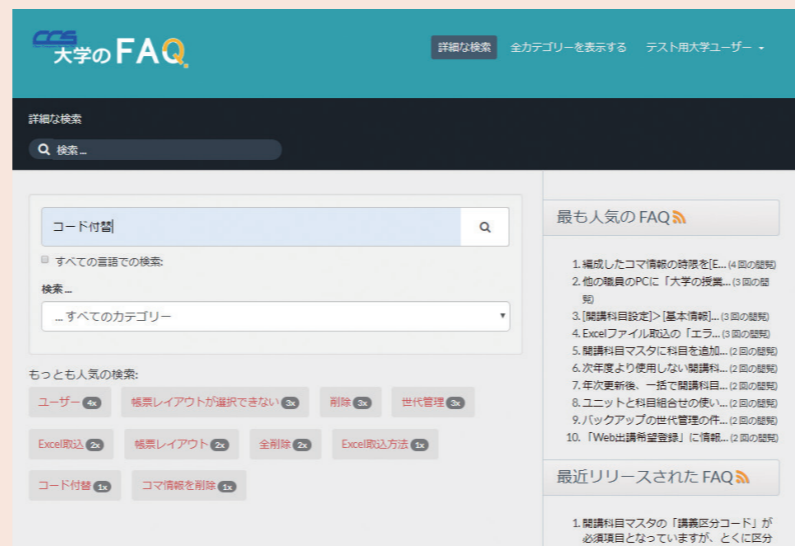 CCS
大学のFAQ
詳細な検索 全カテゴリーを表示する テスト用大学ユーザー
詳細な検索
検索...
コード付替
すべての言語での検索:
検索...
... すべてのカテゴリー
もっとも人気の検索:
ユーザー 4x 帳票レイアウトが選択できない 3x 削除 3x 世代管理 3x
Excel取込 2x 帳票レイアウト 2x 全削除 2x Excel取込方法 1x
コード付替 1x コマ情報を削除 1x
最も人気の FAQ
1. 編成したコマ情報の時限を[E... (4 回の閲覧)
2. 他の職員のPCに「大学の授業... (3 回の閲
覧)
3. [開講科目設定]>[基本情報]... (3 回の閲覧)
4. Excelファイル取込の「エラ... (3 回の閲覧)
5. 開講科目マスタに科目を追加... (2 回の閲覧)
6. 次年度より使用しない開講科... (2 回の閲覧)
7. 年次更新後、一括で開講科目... (2 回の閲覧)
8. ユニットと科目組合せの使い... (2 回の閲覧)
9. バックアップの世代管理の件... (2 回の閲覧)
10. 「Web出講希望登録」に情報... (2 回の閲覧)
最近リリースされた FAQ
1. 開講科目マスタの「講義区分コード」が
必須項目となっていますが、とくに区分